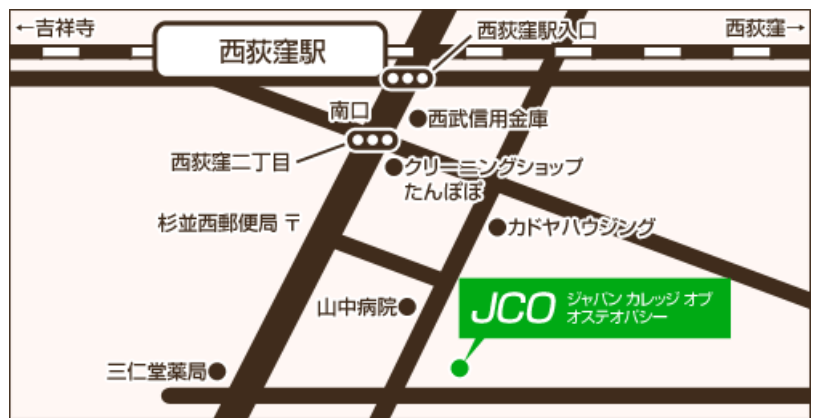 ←吉祥寺
西荻窪駅
西荻窪駅入口
西荻窪→
南口
西武信用金庫
西荻窪二丁目
クリーニングショップ
たんぽぽ
杉並西郵便局 〒
カドヤハウジング
山中病院
JCO
ジャパン カレッジ オブ
オステオパシー
三仁堂薬局